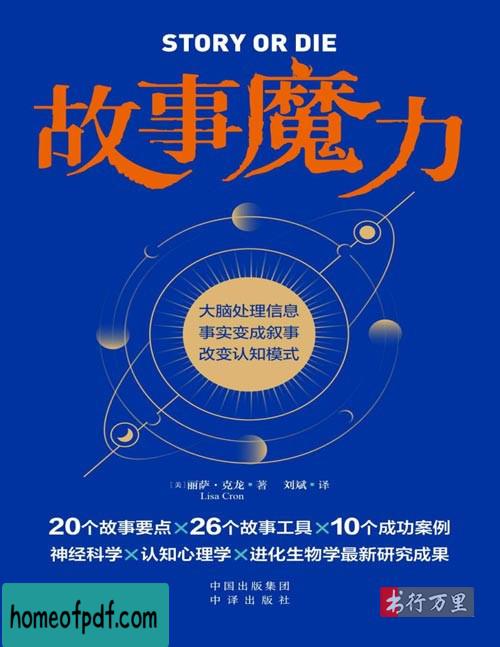 STORY OR DIE
故事魔力
大脑处理信息
事实变成叙事
改变认知模式
[美]丽萨·克龙 著 刘斌 译
Lisa Cron
20个故事要点×26个故事工具×10个成功案例
神经科学×认知心理学×进化生物学最新研究成果
中国出版集团
中译出版社
homeofpdf.com
书行万里